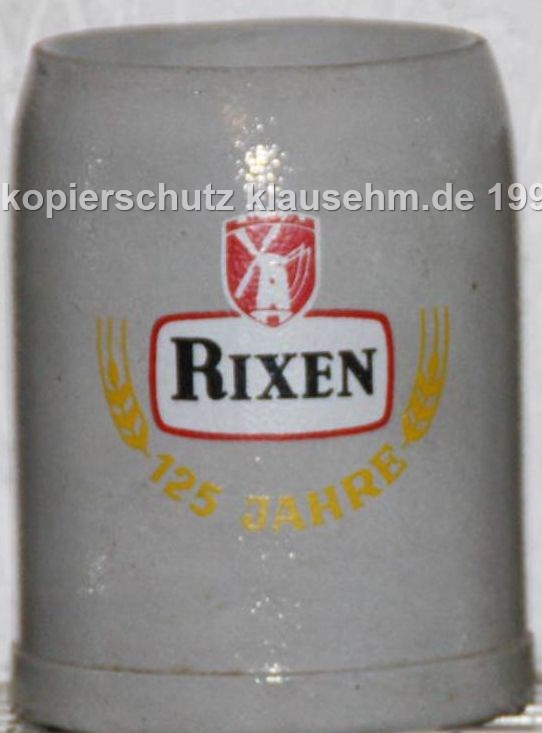 kopierschutz klausehm.de 199
RIXEN
125 JAHRE